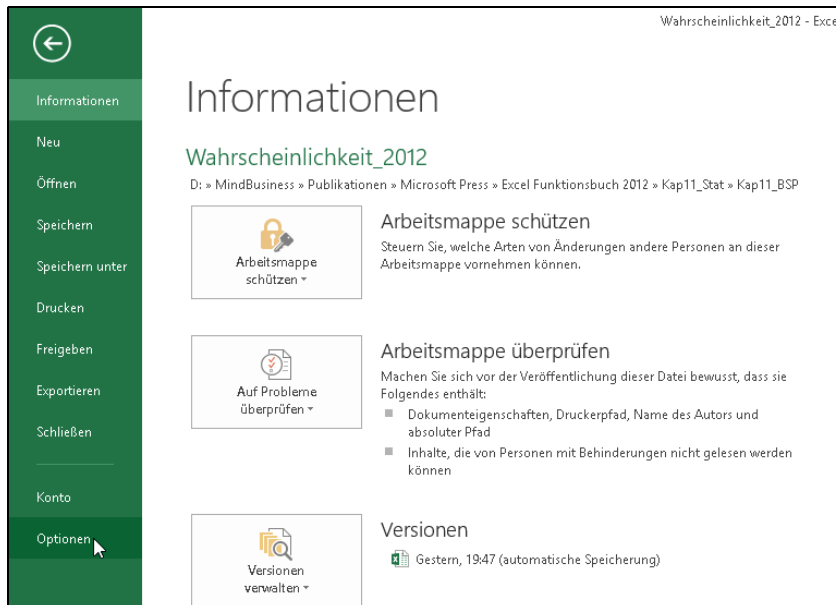 Wahrscheinlichkeit_2012 - Exce
Informationen
Neu
Öffnen
Speichern
Speichern unter
Drucken
Freigeben
Exportieren
Schließen
Konto
Optionen
Informationen
Wahrscheinlichkeit_2012
D: » MindBusiness » Publikationen » Microsoft Press » Excel Funktionsbuch 2012 » Kap11_Stat » Kap11_BSP
Arbeitsmappe
schützen
Arbeitsmappe schützen
Steuern Sie, welche Arten von Änderungen andere Personen an dieser
Arbeitsmappe vornehmen können.
Auf Probleme
überprüfen
Arbeitsmappe überprüfen
Machen Sie sich vor der Veröffentlichung dieser Datei bewusst, dass sie
Folgendes enthält:
Dokumenteigenschaften, Druckerpfad, Name des Autors und
absoluter Pfad
Inhalte, die von Personen mit Behinderungen nicht gelesen werden
können
Versionen
verwalten
Versionen
Gestern, 19:47 (automatische Speicherung)